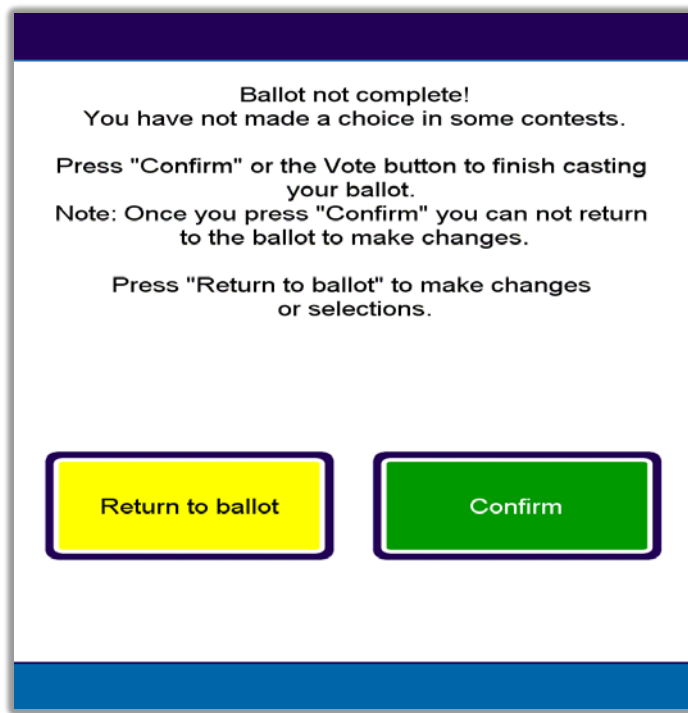 Ballot not complete!
You have not made a choice in some contests.
Press "Confirm" or the Vote button to finish casting
your ballot.
Note: Once you press "Confirm" you can not return
to the ballot to make changes.
Press "Return to ballot" to make changes
or selections.
Return to ballot
Confirm